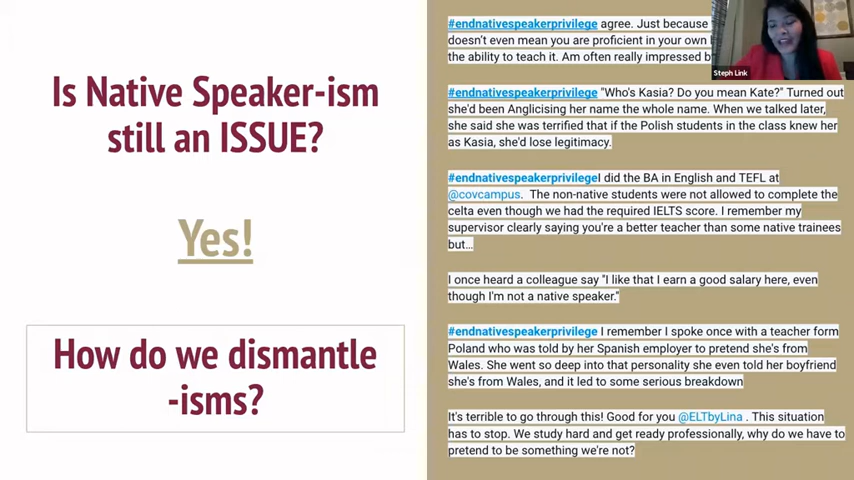 Is Native Speaker-ism
still an ISSUE?
Yes!
How do we dismantle
-isms?
#endnativespeakerprivilege agree. Just because
doesn't even mean you are proficient in your own
the ability to teach it. Am often really impressed
#endnativespeakerprivilege "Who's Kasia? Do you mean Kate?" Turned out
she'd been Anglicising her name the whole name. When we talked later,
she said she was terrified that if the Polish students in the class knew her
as Kasia, she'd lose legitimacy.
#endnativespeakerprivilegeI did the BA in English and TEFL at
@covcampus. The non-native students were not allowed to complete the
celta even though we had the required IELTS score. I remember my
supervisor clearly saying you're a better teacher than some native trainees
but...
I once heard a colleague say "I like that I earn a good salary here, even
though I'm not a native speaker."
#endnativespeakerprivilege I remember I spoke once with a teacher form
Poland who was told by her Spanish employer to pretend she's from
Wales. She went so deep into that personality she even told her boyfriend
she's from Wales, and it led to some serious breakdown
It's terrible to go through this! Good for you @ELTbyLina . This situation
has to stop. We study hard and get ready professionally, why do we have to
pretend to be something we're not?
Steph Link